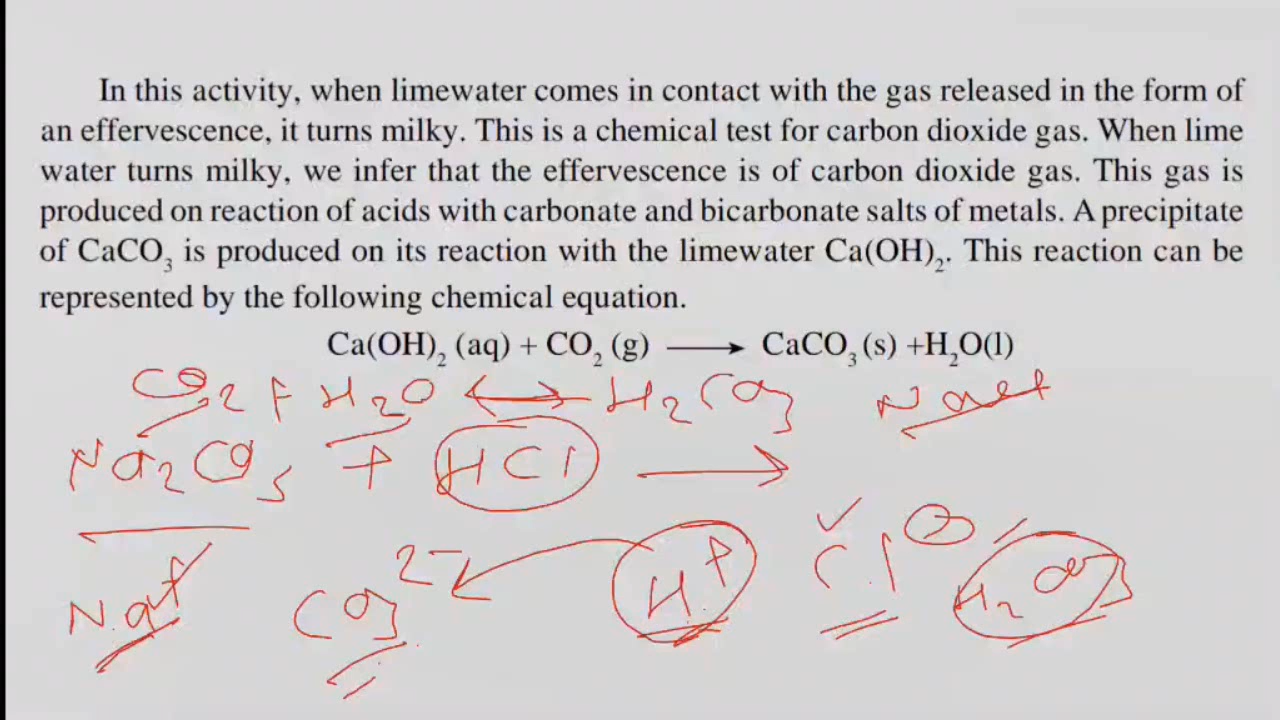 In this activity, when limewater comes in contact with the gas released in the form of
an effervescence, it turns milky. This is a chemical test for carbon dioxide gas. When lime
water turns milky, we infer that the effervescence is of carbon dioxide gas. This gas is
produced on reaction of acids with carbonate and bicarbonate salts of metals. A precipitate
of CaCO₃ is produced on its reaction with the limewater Ca(OH)₂. This reaction can be
represented by the following chemical equation.
Ca(OH)₂ (aq) + CO₂ (g) ⟶ CaCO₃ (s) +H₂O(l)
CO₂ + H₂O ⟷ H₂CO₃
Na₂CO₃ + HCl ⟶
Na⁺ CO₃²⁻ H⁺ Cl⁻ H₂CO₃